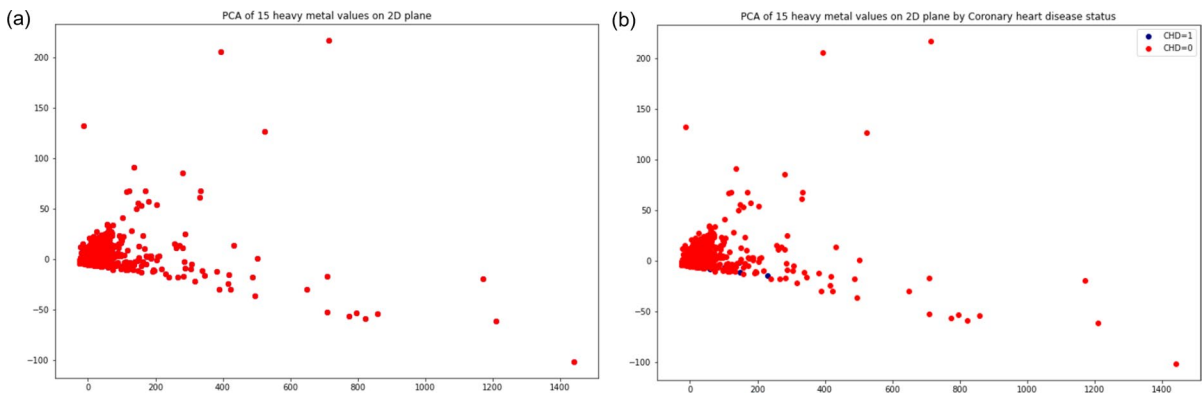 (a)
PCA of 15 heavy metal values on 2D plane
200
150
100
50
0
−50
−100
0 200 400 600 800 1000 1200 1400
(b)
PCA of 15 heavy metal values on 2D plane by Coronary heart disease status
CHD=1
CHD=0
200
150
100
50
0
−50
−100
0 200 400 600 800 1000 1200 1400